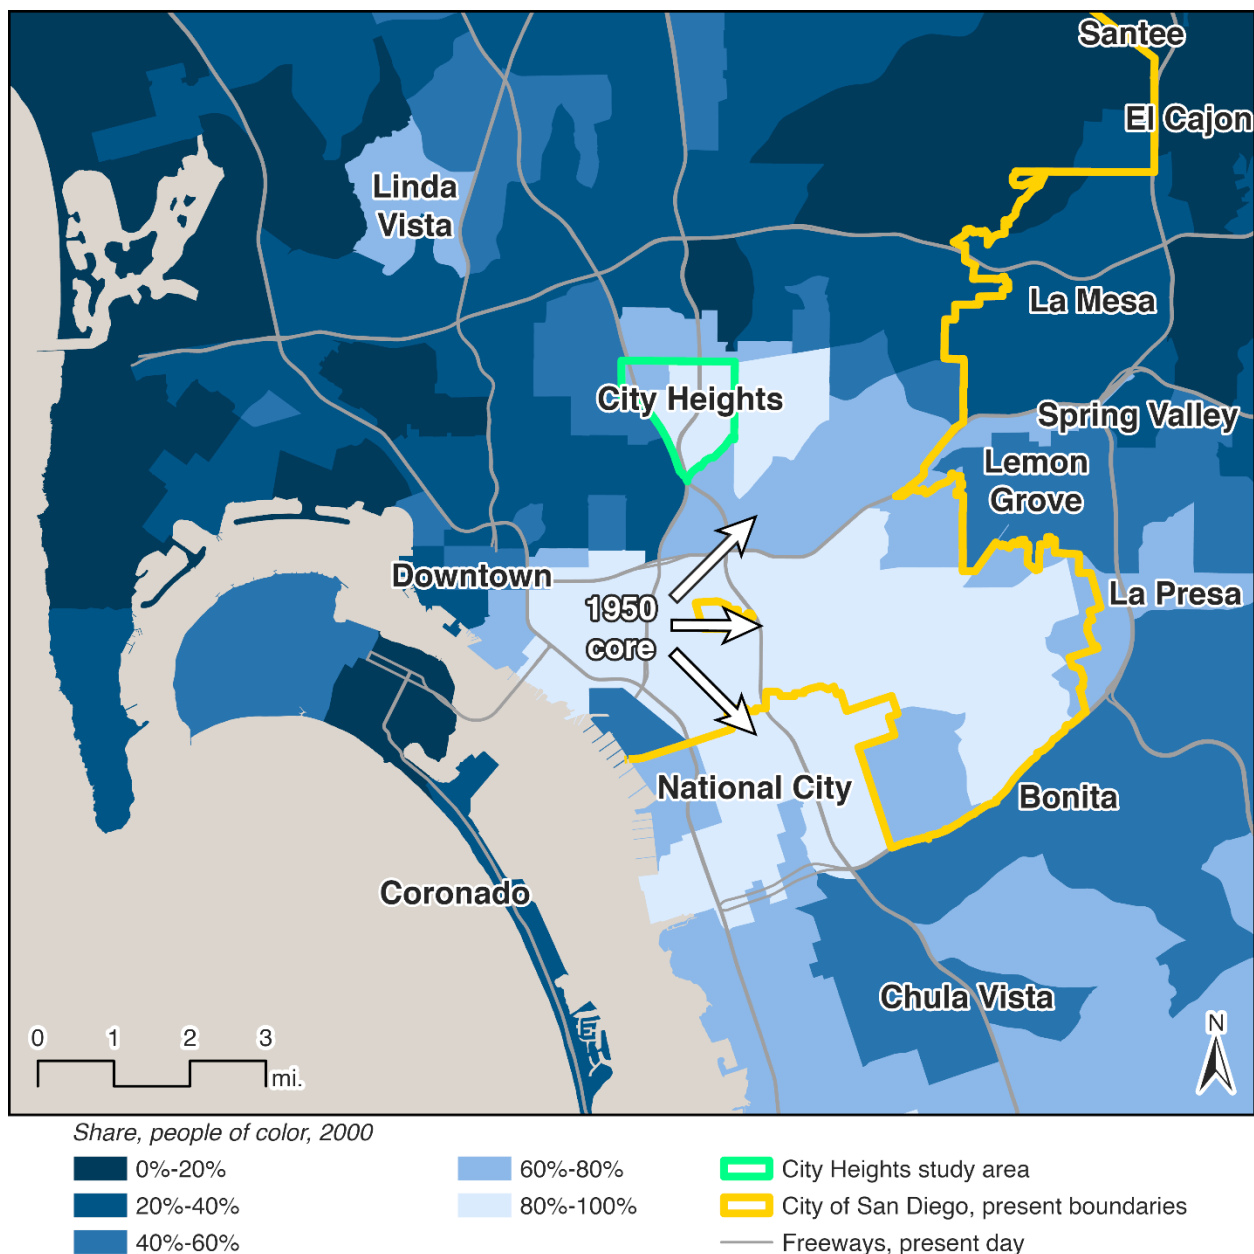 Santee
El Cajon
Linda
Vista
La Mesa
City Heights
Spring Valley
Lemon
Grove
Downtown
1950
core
La Presa
National City
Bonita
Coronado
Chula Vista
0 1 2 3
mi.
N
Share, people of color, 2000
0%-20%
20%-40%
40%-60%
60%-80%
80%-100%
City Heights study area
City of San Diego, present boundaries
Freeways, present day